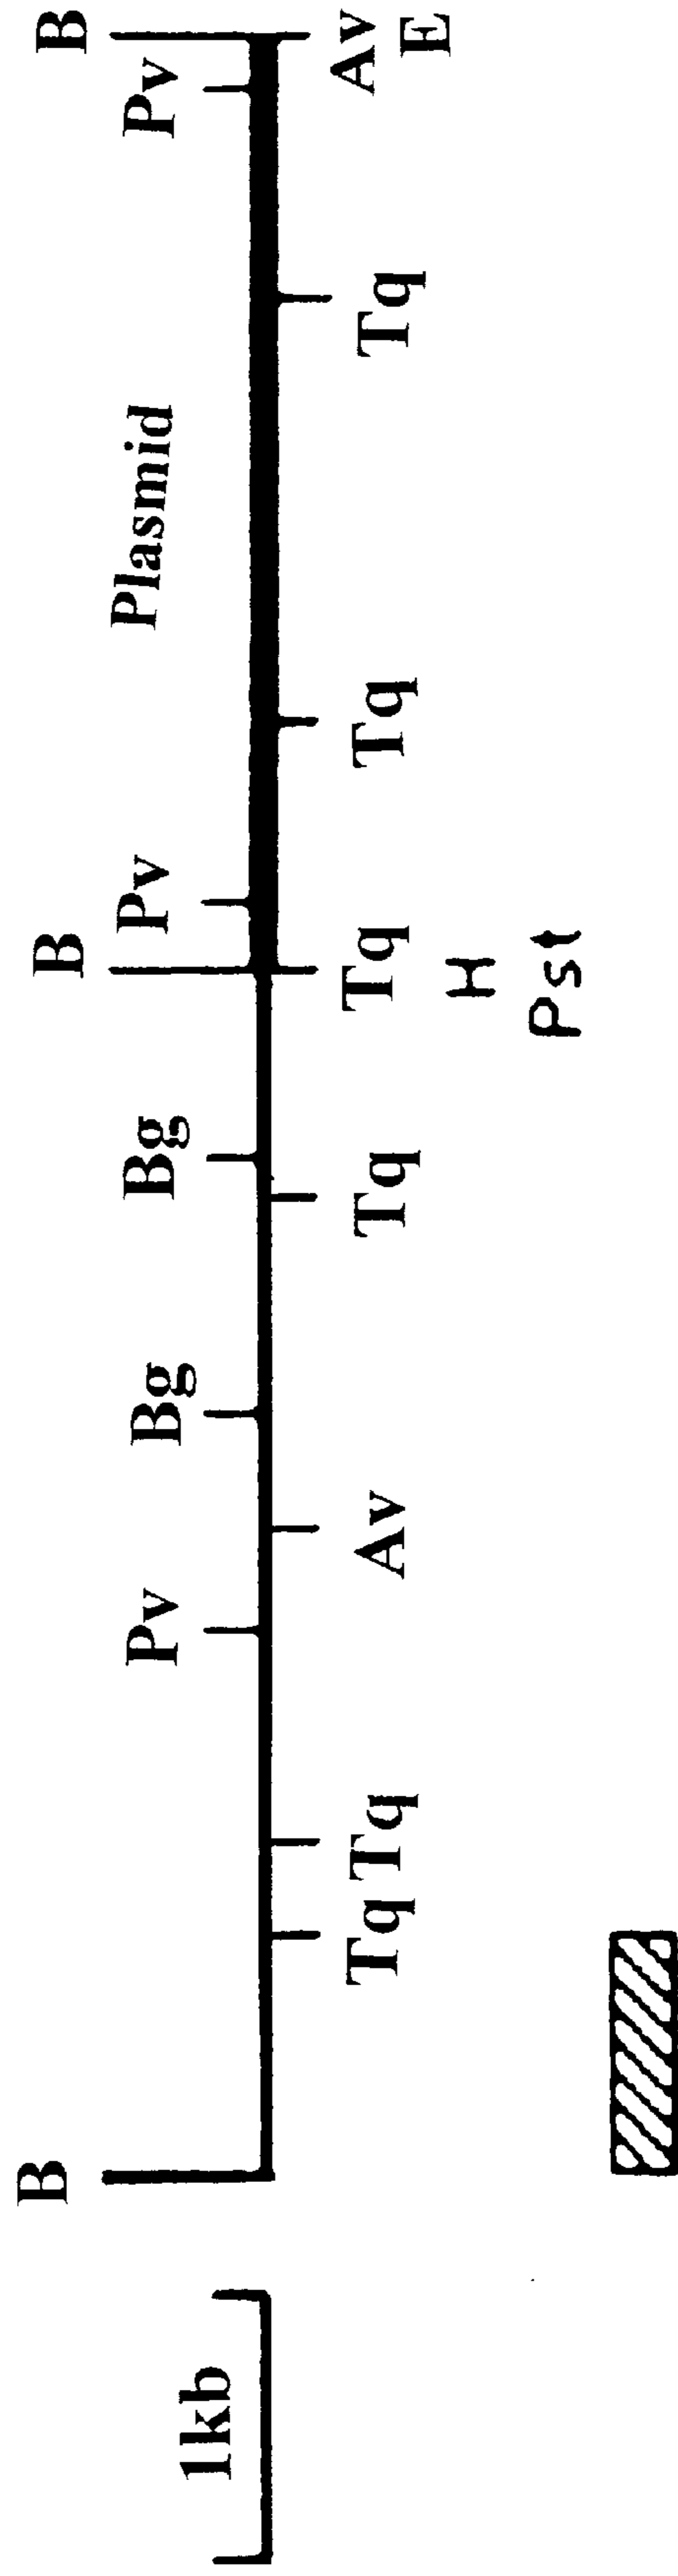 1kb
B Pv Bg Bg B Pv Plasmid Pv B
Tq Tq Av Tq Tq Tq Tq Av
H E
Pst